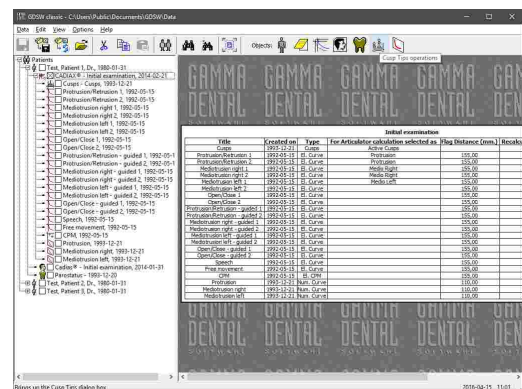 GDSW classic - C:\Users\Public\Documents\GDSW\Data
Data Edit View Options Help
Objects:
Cusp Tips operations
Patients
Test, Patient 1, Dr., 1980-01-31
CADIAX® - Initial examination, 2014-02-21
Cusps - Cusps, 1993-12-21
Protrusion/Retrusion 1, 1992-05-15
Protrusion/Retrusion 2, 1992-05-15
Mediotrusion right 1, 1992-05-15
Mediotrusion right 2, 1992-05-15
Mediotrusion left 1, 1992-05-15
Mediotrusion left 2, 1992-05-15
Open/Close 1, 1992-05-15
Open/Close 2, 1992-05-15
Protrusion/Retrusion - guided 1, 1992-05-1
Protrusion/Retrusion - guided 2, 1992-05-1
Mediotrusion right - guided 1, 1992-05-15
Mediotrusion right - guided 2, 1992-05-15
Mediotrusion left - guided 1, 1992-05-15
Mediotrusion left - guided 2, 1992-05-15
Open/Close - guided 1, 1992-05-15
Open/Close - guided 2, 1992-05-15
Speech, 1992-05-15
Free movement, 1992-05-15
CPM, 1992-05-15
Protrusion, 1993-12-21
Mediotrusion right, 1993-12-21
Mediotrusion left, 1993-12-21
Cadias® - Initial examination, 2014-01-31
Parostatus - 1993-12-20
Test, Patient 2, Dr., 1980-01-31
Test, Patient 3, Dr., 1980-01-31
GAMMA GAMMA GAMMA GAMMA GAMMA
DENTAL DENTAL DENTAL DENTAL DENTAL
Initial examination
Title Created on Type For Articulator calculation selected as Flag Distance (mm.) Recalcu
Cusps 1993-12-21 Cusps Active Cusps
Protrusion/Retrusion 1 1992-05-15 El. Curve Protrusion 155,00
Protrusion/Retrusion 2 1992-05-15 El. Curve Protrusion 155,00
Mediotrusion right 1 1992-05-15 El. Curve Medio Right 155,00
Mediotrusion right 2 1992-05-15 El. Curve Medio Right 155,00
Mediotrusion left 1 1992-05-15 El. Curve Medio Left 155,00
Mediotrusion left 2 1992-05-15 El. Curve 155,00
Open/Close 1 1992-05-15 El. Curve 155,00
Open/Close 2 1992-05-15 El. Curve 155,00
Protrusion/Retrusion - guided 1 1992-05-15 El. Curve 155,00
Protrusion/Retrusion - guided 2 1992-05-15 El. Curve 155,00
Mediotrusion right - guided 1 1992-05-15 El. Curve 155,00
Mediotrusion right - guided 2 1992-05-15 El. Curve 155,00
Mediotrusion left - guided 1 1992-05-15 El. Curve 155,00
Mediotrusion left - guided 2 1992-05-15 El. Curve 155,00
Open/Close - guided 1 1992-05-15 El. Curve 155,00
Open/Close - guided 2 1992-05-15 El. Curve 155,00
Speech 1992-05-15 El. Curve 155,00
Free movement 1992-05-15 El. Curve 155,00
CPM 1992-05-15 El. CPM 155,00
Protrusion 1993-12-21 Num. Curve 110,00
Mediotrusion right 1993-12-21 Num. Curve 110,00
Mediotrusion left 1993-12-21 Num. Curve 110,00
DENTAL DENTAL DENTAL DENTAL DENTAL
Brings up the Cusp Tips dialog box
2016-04-15 11:01